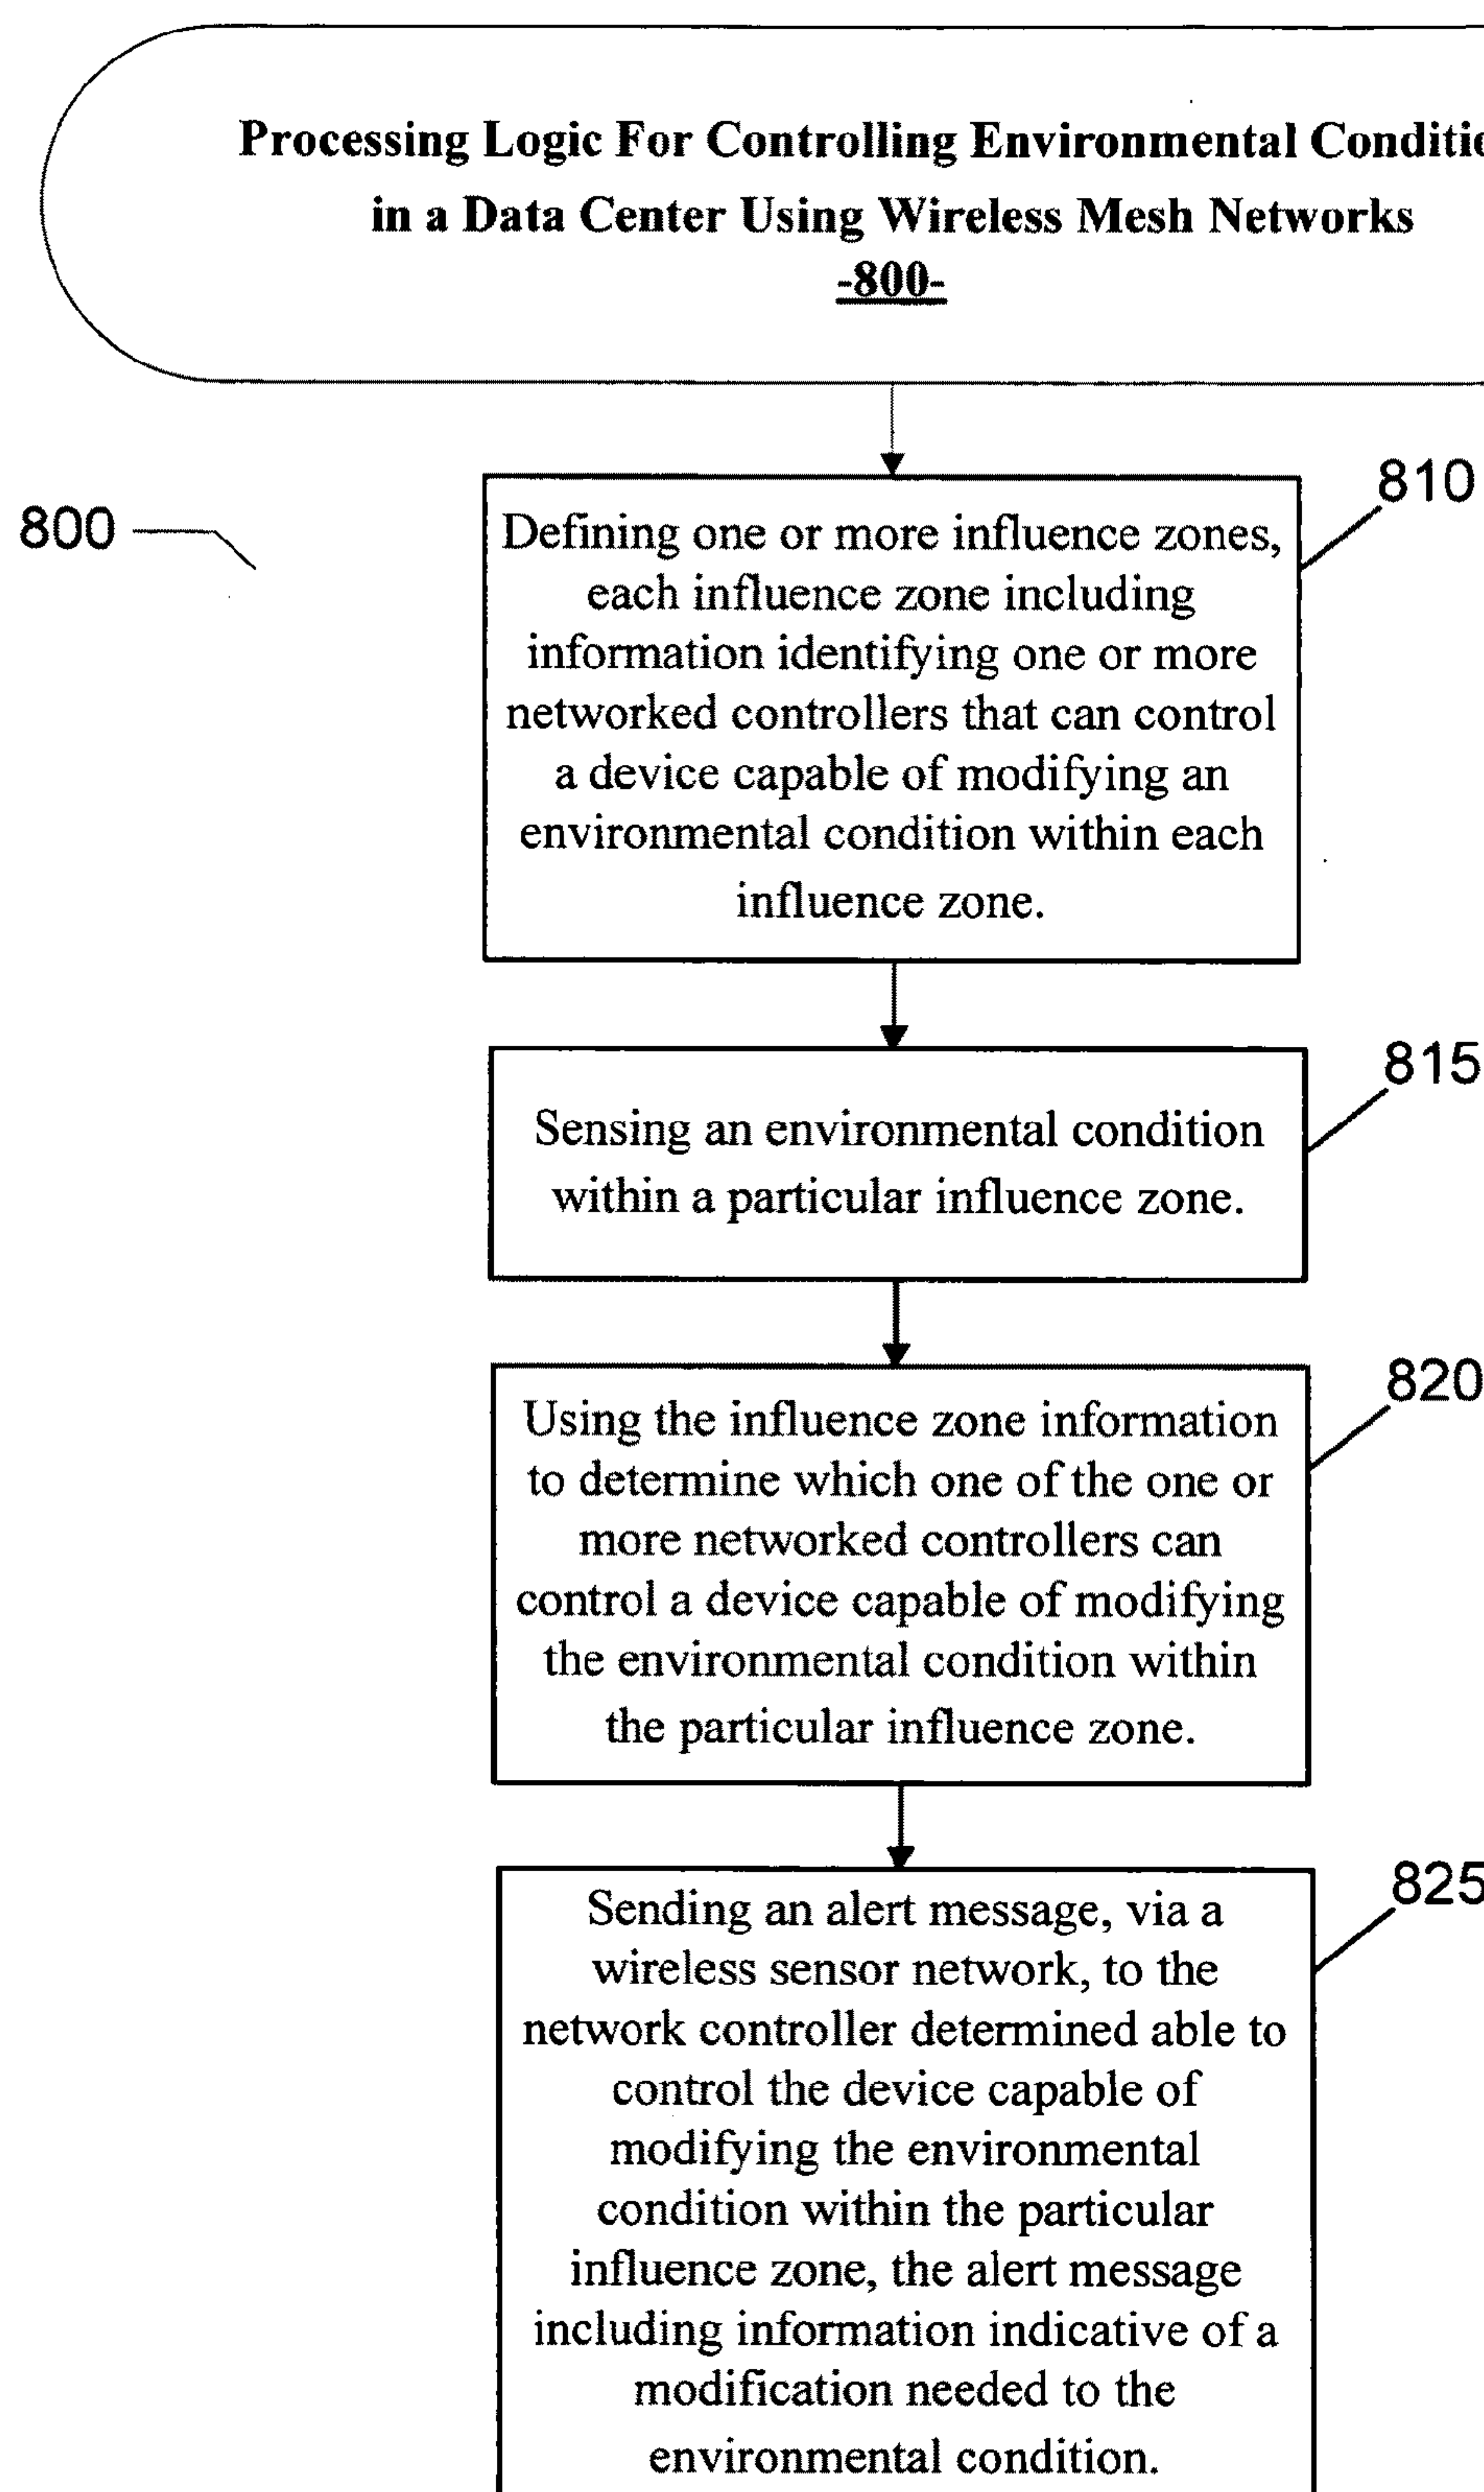 Processing Logic For Controlling Environmental Conditio
in a Data Center Using Wireless Mesh Networks
-800-
810
800
Defining one or more influence zones,
each influence zone including
information identifying one or more
networked controllers that can control
a device capable of modifying an
environmental condition within each
influence zone.
815
Sensing an environmental condition
within a particular influence zone.
820
Using the influence zone information
to determine which one of the one or
more networked controllers can
control a device capable of modifying
the environmental condition within
the particular influence zone.
825
Sending an alert message, via a
wireless sensor network, to the
network controller determined able to
control the device capable of
modifying the environmental
condition within the particular
influence zone, the alert message
including information indicative of a
modification needed to the
environmental condition.